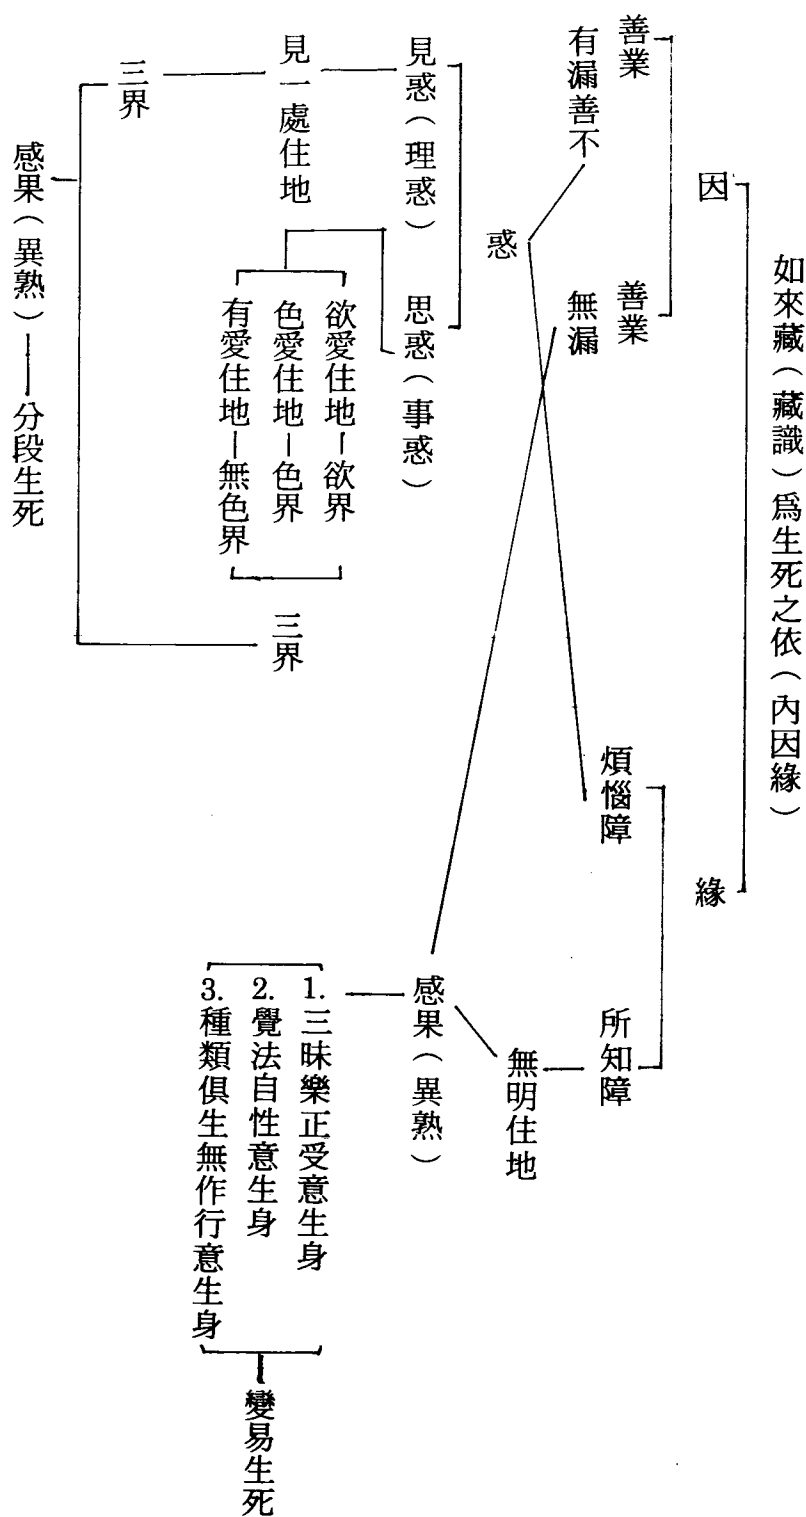 如來藏（藏識）爲生死之依（內因緣）
因
緣
善業
有漏善不
善業
無漏
煩惱障
所知障
惑
無明住地
見惑（理惑）
思惑（事惑）
感果（異熟）
見一處住地
欲愛住地－欲界
色愛住地－色界
有愛住地－無色界
三界
三界
1.三昧樂正受意生身
2.覺法自性意生身
3.種類俱生無作行意生身
變易生死
感果（異熟）——分段生死